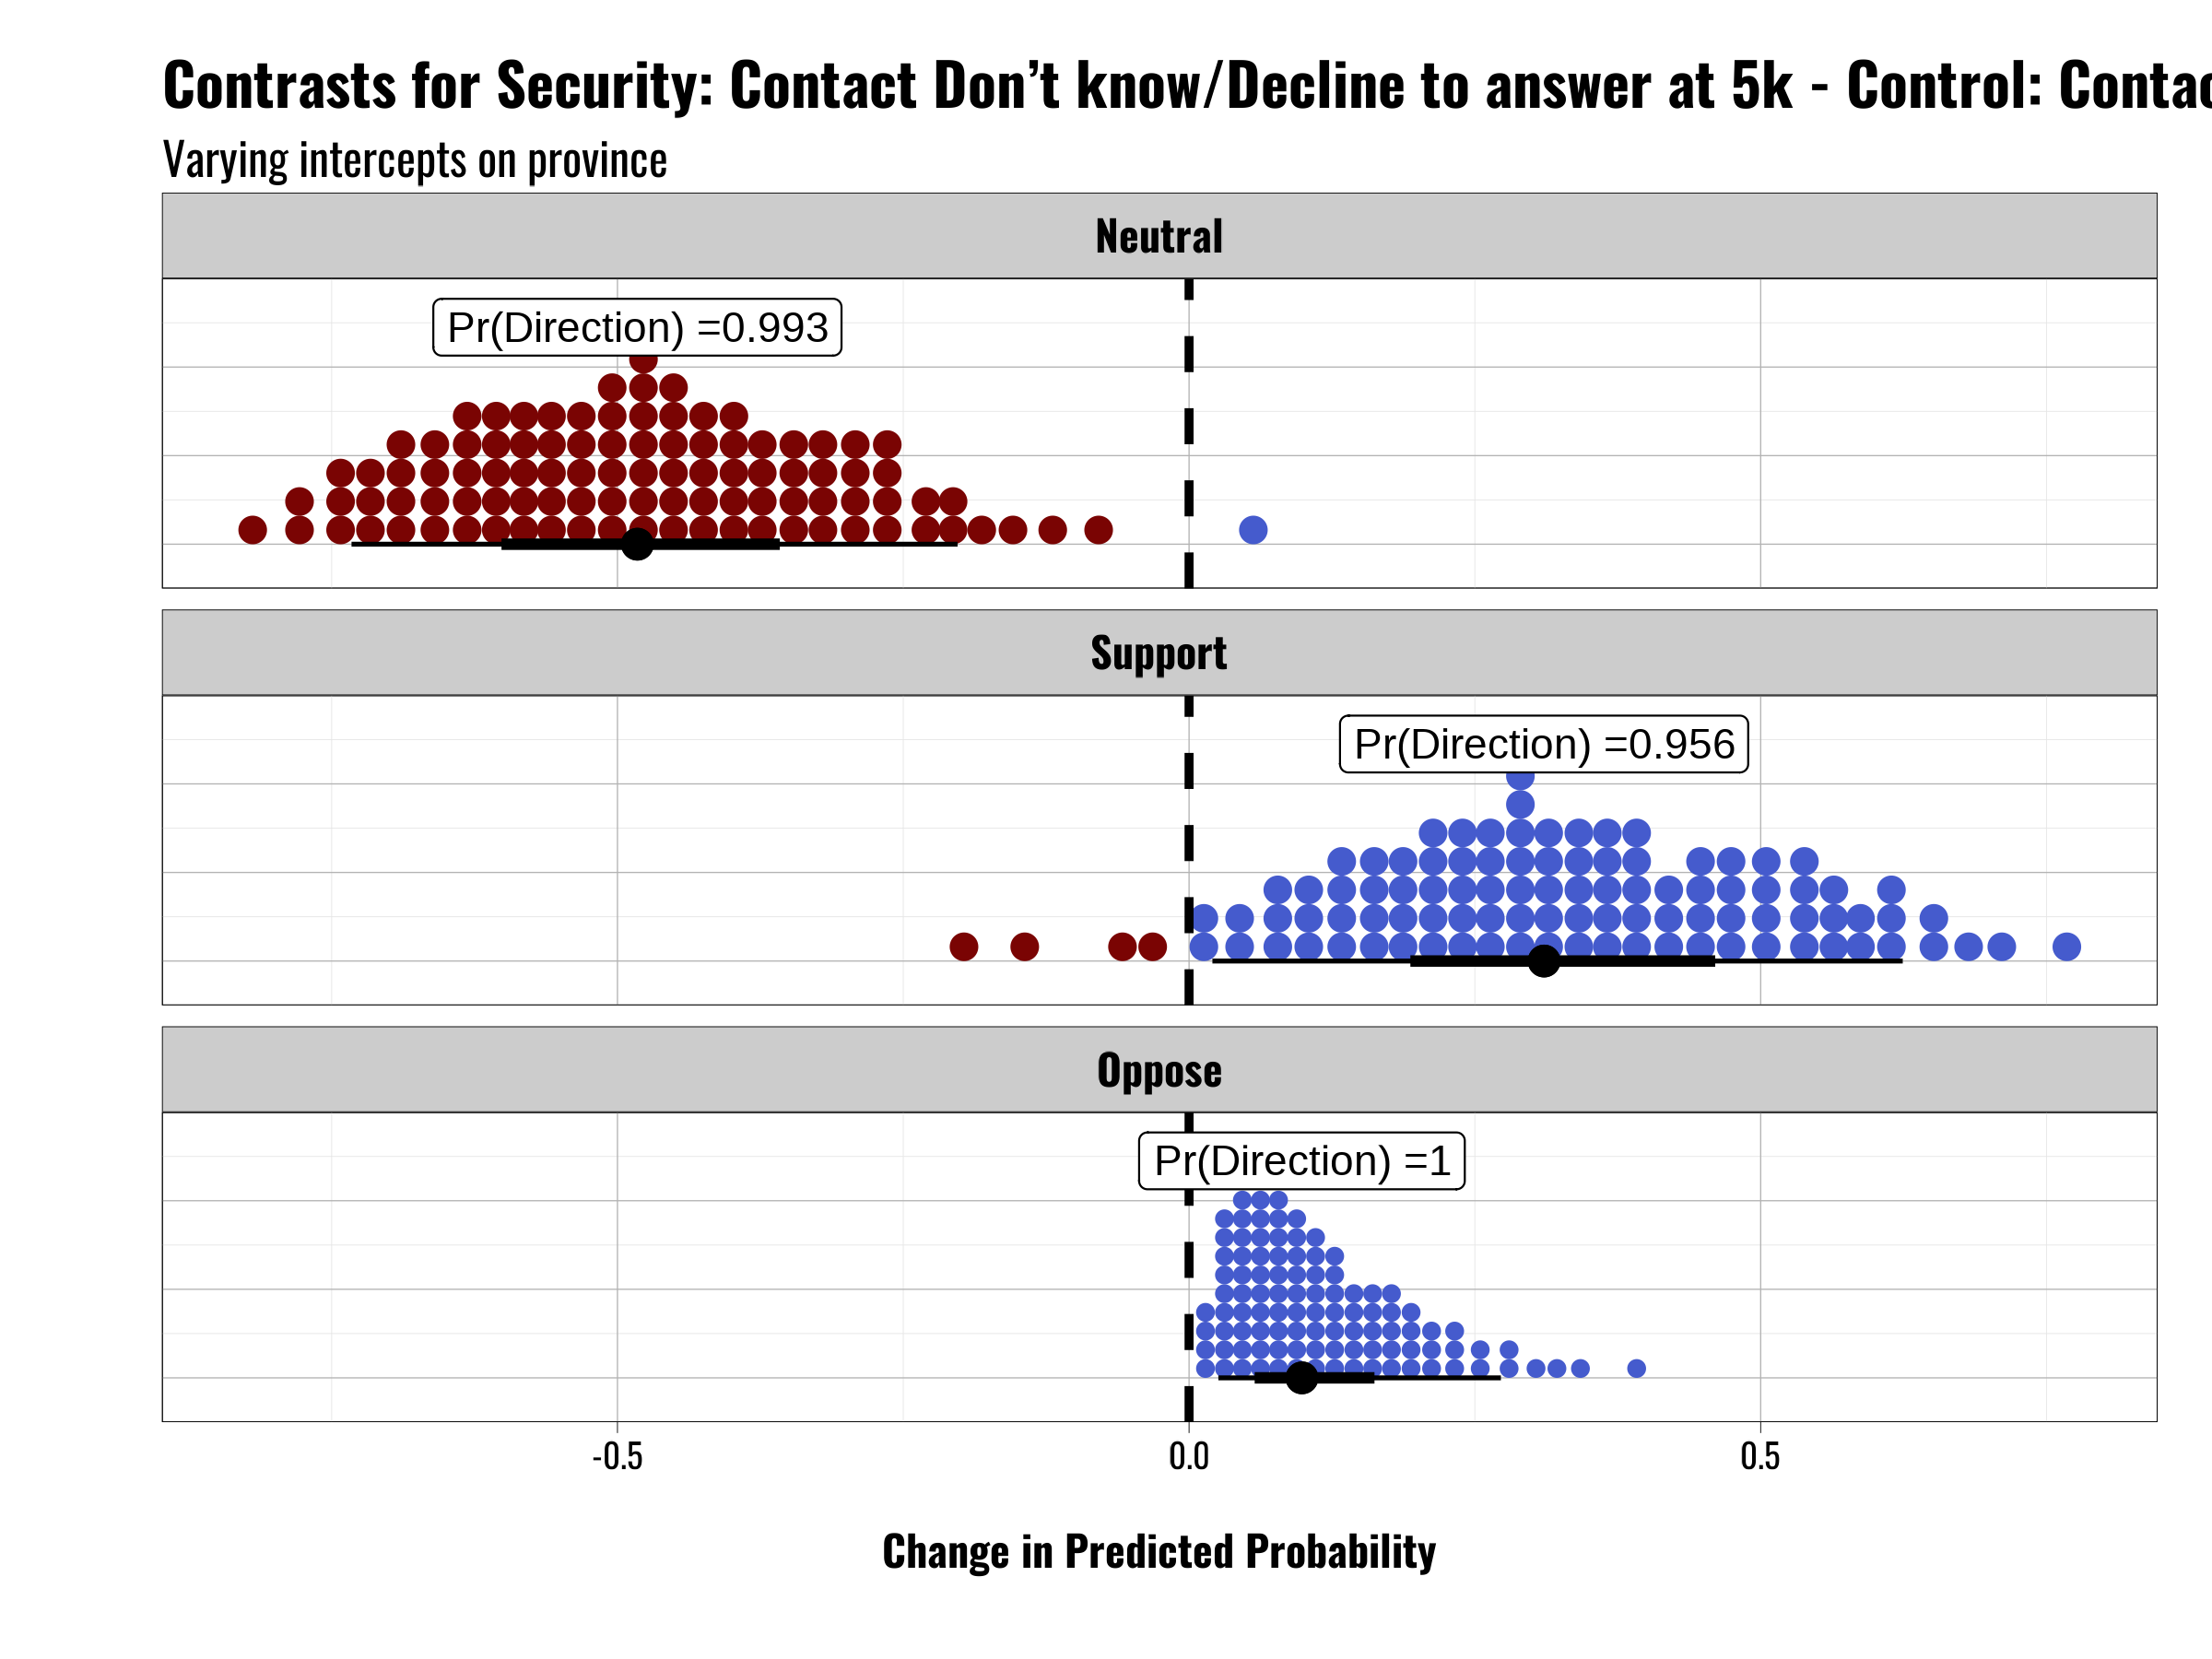 Contrasts for Security: Contact Don’t know/Decline to answer at 5k - Control:
Varying intercepts on province
Neutral
Pr(Direction) =0.993
Support
Pr(Direction) =0.956
Oppose
Pr(Direction) =1
-0.5 0.0 0.5
Change in Predicted Probability